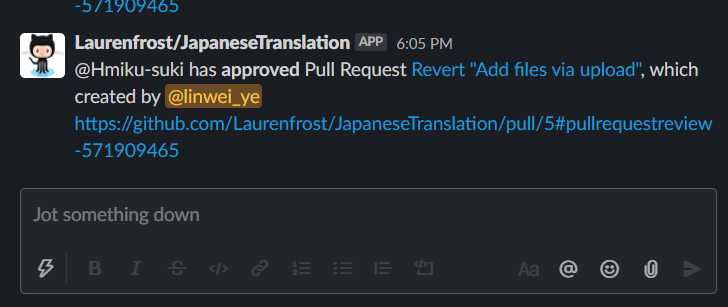 -571909465
Laurenfrost/JapaneseTranslation APP 6:05 PM
@Hmiku-suki has approved Pull Request Revert "Add files via upload", which
created by @linwei_ye
https://github.com/Laurenfrost/JapaneseTranslation/pull/5#pullrequestreview
-571909465
Jot something down
B I S </> Aa @